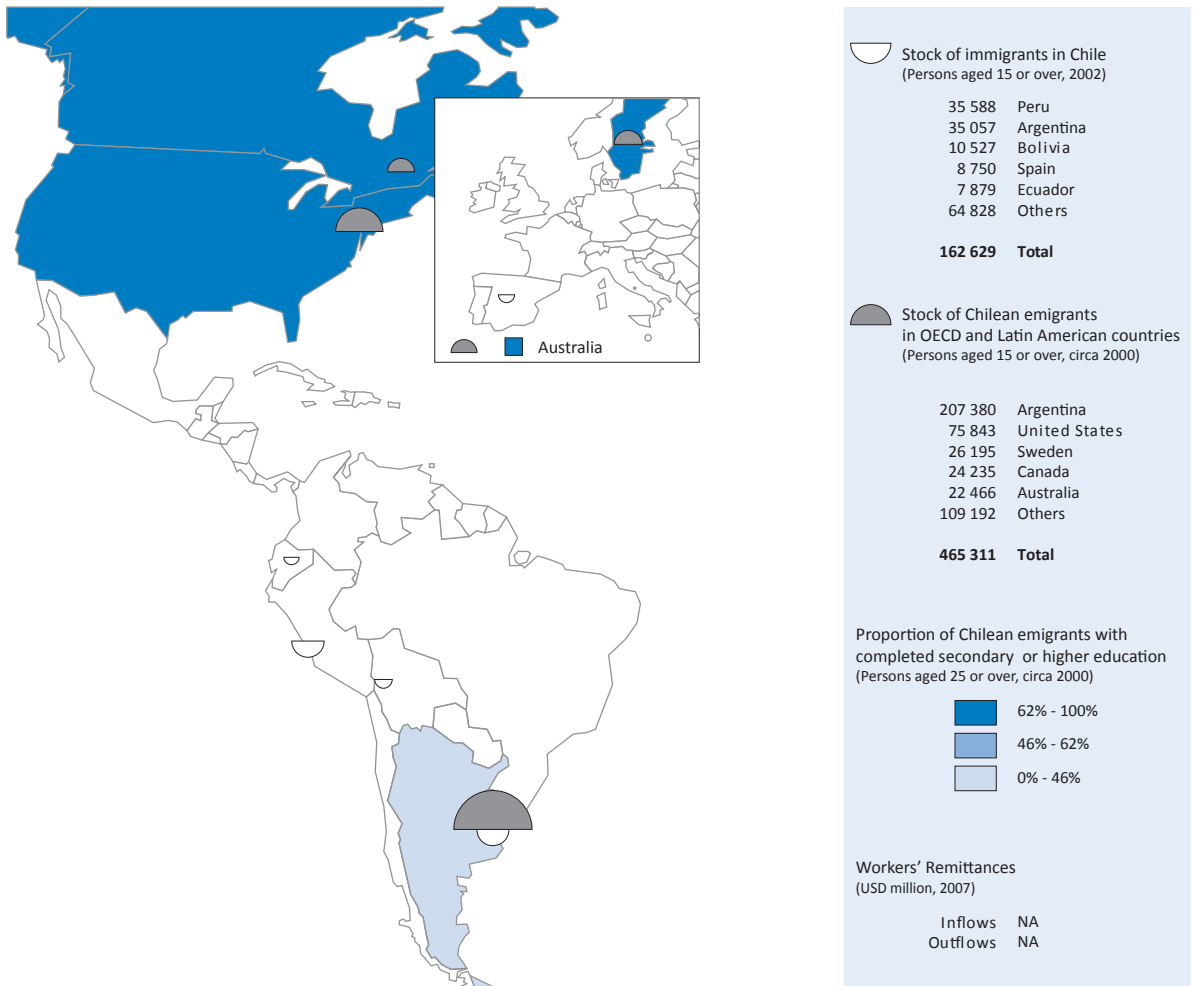 Australia
Stock of immigrants in Chile
(Persons aged 15 or over, 2002)
35 588 Peru
35 057 Argentina
10 527 Bolivia
8 750 Spain
7 879 Ecuador
64 828 Others
162 629 Total
Stock of Chilean emigrants
in OECD and Latin American countries
(Persons aged 15 or over, circa 2000)
207 380 Argentina
75 843 United States
26 195 Sweden
24 235 Canada
22 466 Australia
109 192 Others
465 311 Total
Proportion of Chilean emigrants with
completed secondary or higher education
(Persons aged 25 or over, circa 2000)
62% - 100%
46% - 62%
0% - 46%
Workers’ Remittances
(USD million, 2007)
Inflows NA
Outflows NA